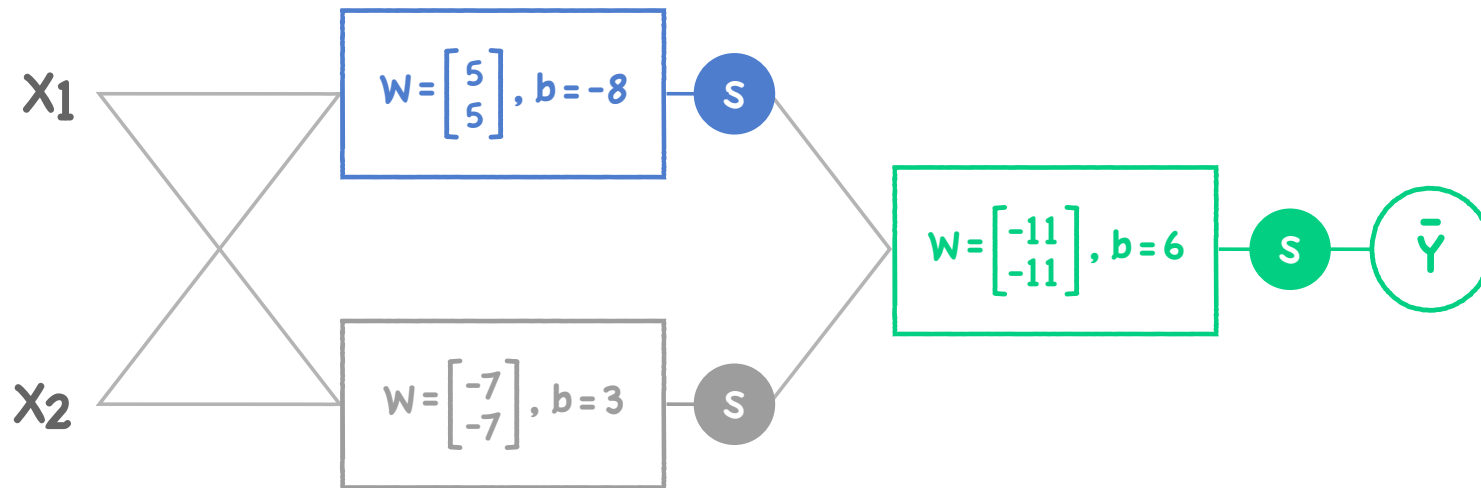 X1
W = [5 5], b = -8
S
X2
W = [-7 -7], b = 3
S
W = [-11 -11], b = 6
S
Ȳ